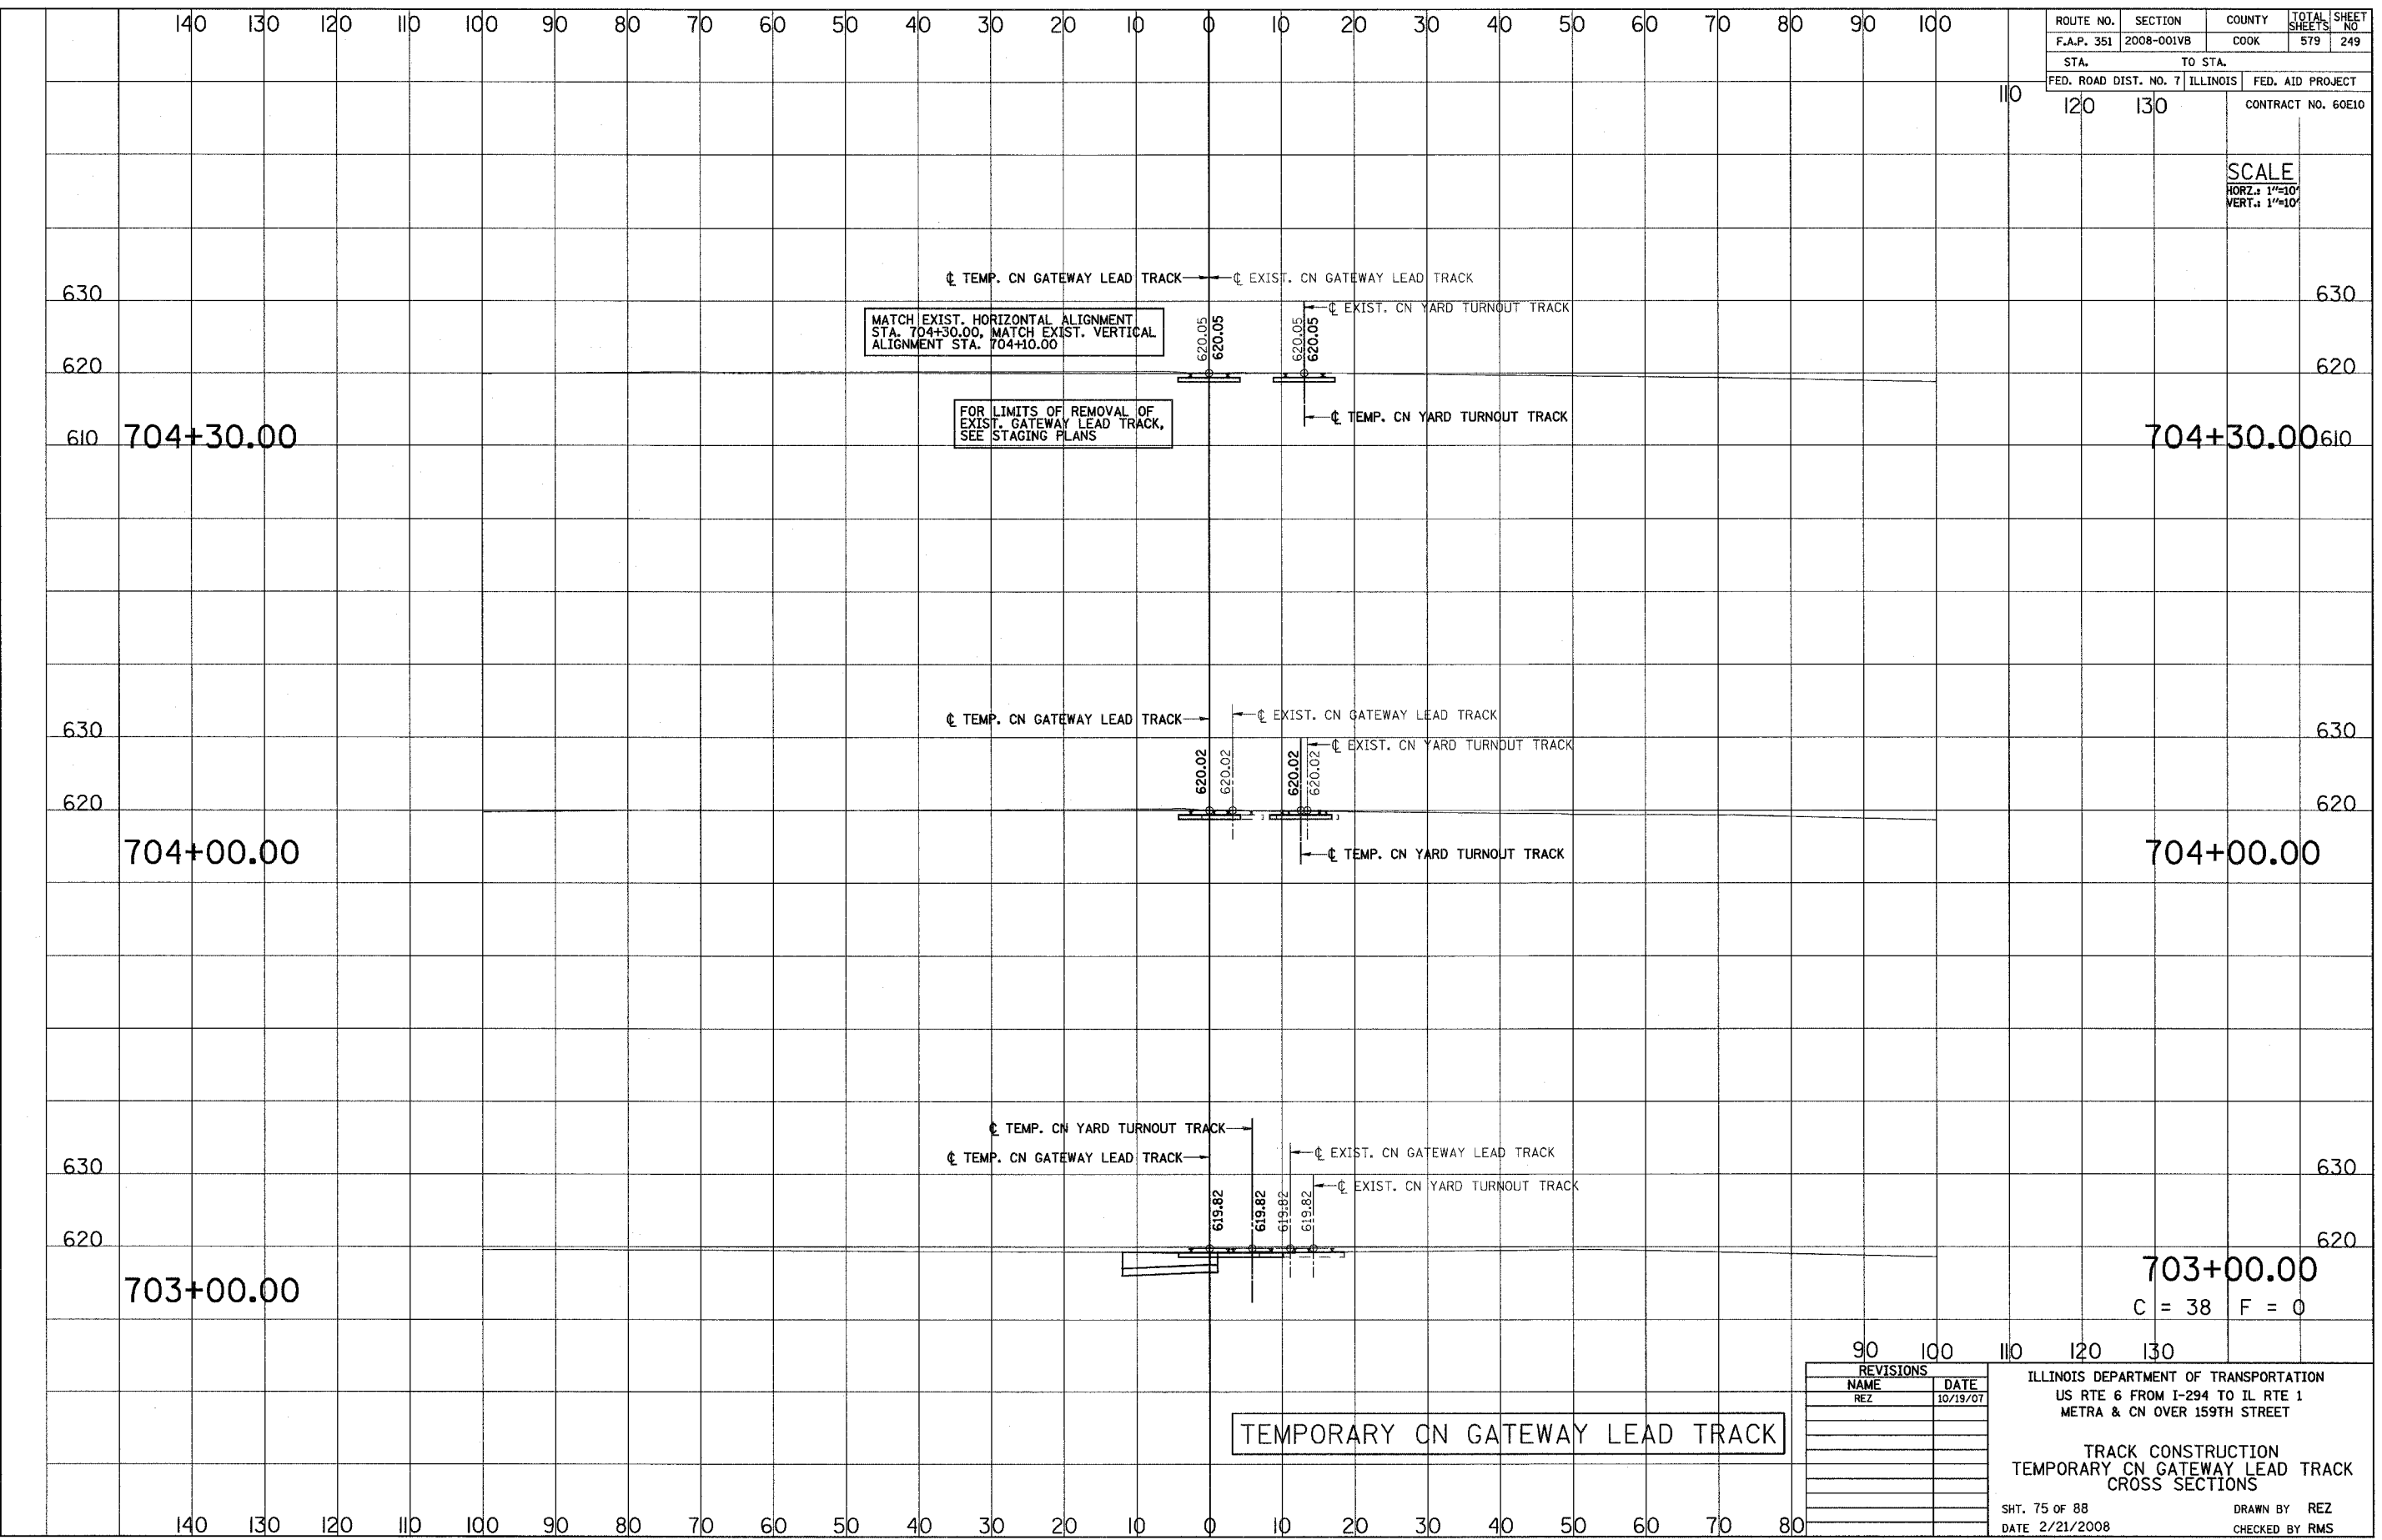 140 130 120 110 100 90 80 70 60 50 40 30 20 10 0 10 20 30 40 50 60 70 80 90 100
ROUTE NO. SECTION COUNTY TOTAL SHEETS SHEET NO
F.A.P. 351 2008-001VB COOK 579 249
STA. TO STA.
FED. ROAD DIST. NO. 7 ILLINOIS FED. AID PROJECT
110 120 130 CONTRACT NO. 60E10
SCALE
HORZ.: 1"=10'
VERT.: 1"=10'
℄ TEMP. CN GATEWAY LEAD TRACK ℄ EXIST. CN GATEWAY LEAD TRACK
630 630
℄ EXIST. CN YARD TURNOUT TRACK
MATCH EXIST. HORIZONTAL ALIGNMENT
STA. 704+30.00, MATCH EXIST. VERTICAL
ALIGNMENT STA. 704+10.00
620.05 620.05 620.05 620.05
620 620
FOR LIMITS OF REMOVAL OF
EXIST. GATEWAY LEAD TRACK,
SEE STAGING PLANS
℄ TEMP. CN YARD TURNOUT TRACK
610 704+30.00 704+30.00 610
℄ TEMP. CN GATEWAY LEAD TRACK ℄ EXIST. CN GATEWAY LEAD TRACK
630 630
℄ EXIST. CN YARD TURNOUT TRACK
620.02 620.02 620.02 620.02
620 620
704+00.00 ℄ TEMP. CN YARD TURNOUT TRACK 704+00.00
℄ TEMP. CN YARD TURNOUT TRACK
℄ TEMP. CN GATEWAY LEAD TRACK ℄ EXIST. CN GATEWAY LEAD TRACK
630 630
℄ EXIST. CN YARD TURNOUT TRACK
619.82 619.82 619.82 619.82
620 620
703+00.00 703+00.00
C = 38 F = 0
90 100 110 120 130
REVISIONS
NAME DATE
REZ 10/19/07
ILLINOIS DEPARTMENT OF TRANSPORTATION
US RTE 6 FROM I-294 TO IL RTE 1
METRA & CN OVER 159TH STREET
TEMPORARY CN GATEWAY LEAD TRACK
TRACK CONSTRUCTION
TEMPORARY CN GATEWAY LEAD TRACK
CROSS SECTIONS
SHT. 75 OF 88 DRAWN BY REZ
DATE 2/21/2008 CHECKED BY RMS
140 130 120 110 100 90 80 70 60 50 40 30 20 10 0 10 20 30 40 50 60 70 80